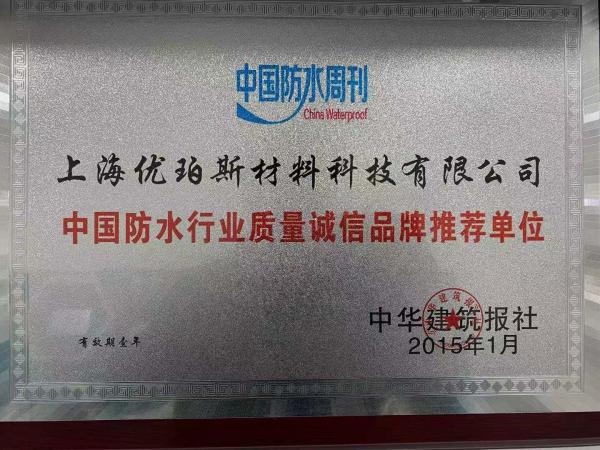 中国防水周刊
China Waterproof
上海优珀斯材料科技有限公司
中国防水行业质量诚信品牌推荐单位
中华建筑报社
2015年1月
有效期壹年